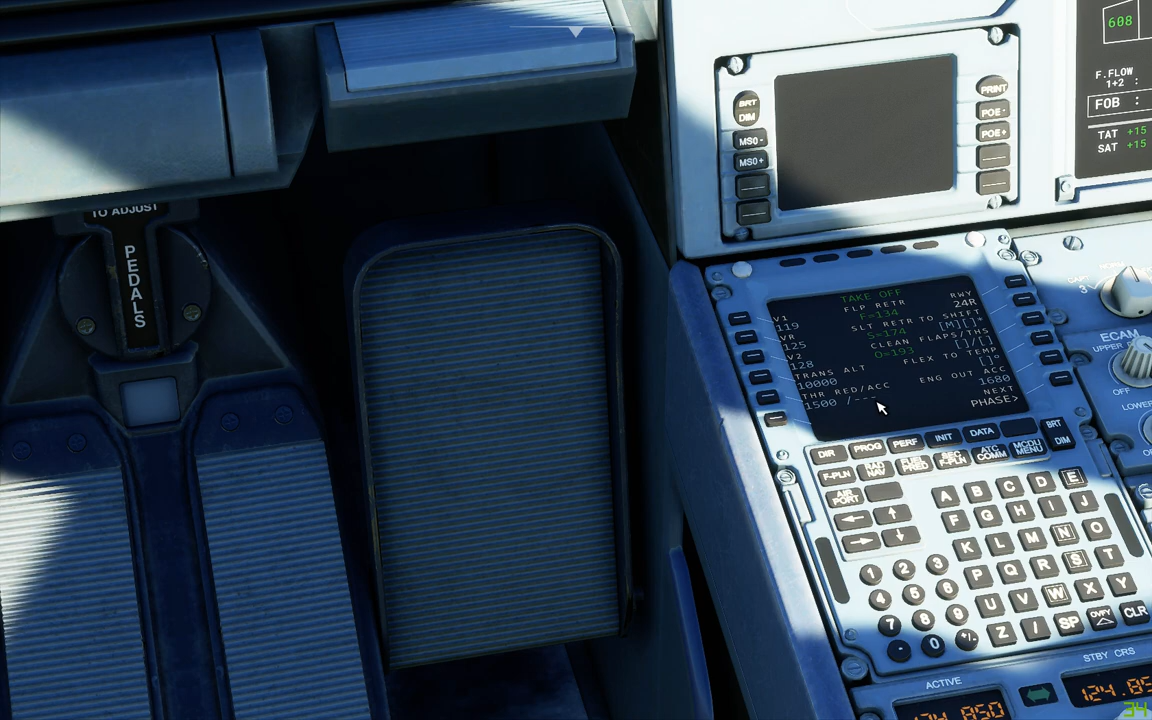 608
F.FLOW
1+2 :
FOB :
TAT +15
SAT +15
BRT
DIM
MS0 -
MS0+
PRINT
POE -
POE+
TO ADJUST
PEDALS
TAKE OFF
V1 FLP RETR RWY
119 F=134 24R
VR SLT RETR TO SHIFT
125 S=174 [M][]*
V2 CLEAN FLAPS/THS
128 O=193 []/[]
TRANS ALT FLEX TO TEMP
10000 []°
THR RED/ACC ENG OUT ACC
1500 /--- 1680
NEXT
PHASE>
NORM
3
ECAM
UPPER
OFF
LOWER
DIR PROG PERF INIT DATA
BRT
DIM
F-PLN RAD NAV FUEL PRED SEC F-PLN ATC COMM MCDU MENU
AIR PORT
A B C D E
F G H I J
K L M N O
P Q R S T
U V W X Y
Z / SP OVFY CLR
1 2 3
4 5 6
7 8 9
. 0 +/-
ACTIVE
STBY CRS
34